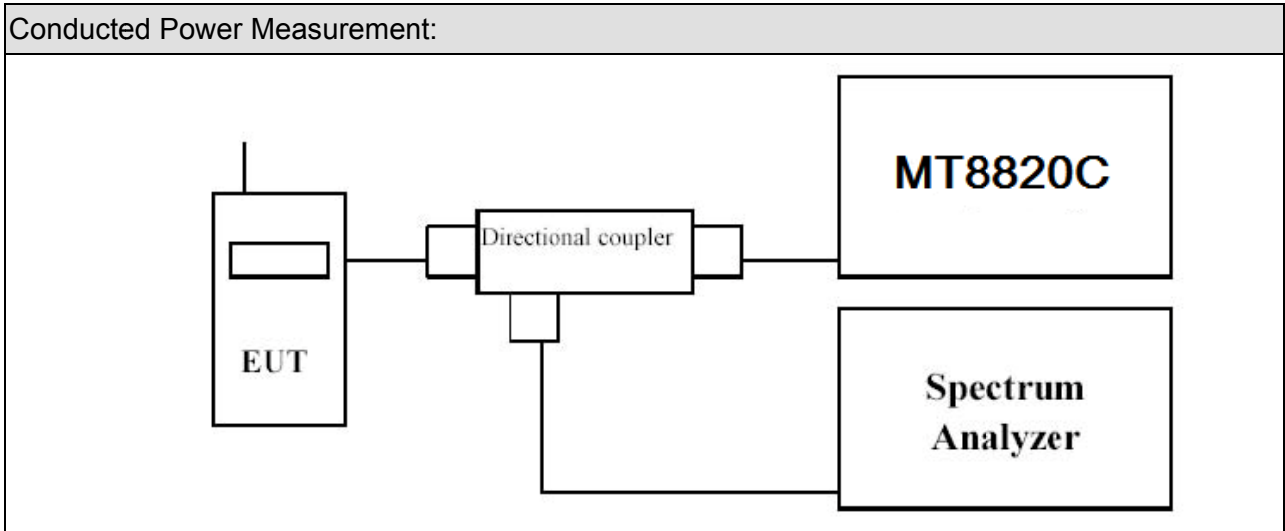 Conducted Power Measurement:
MT8820C
Directional coupler
EUT
Spectrum
Analyzer